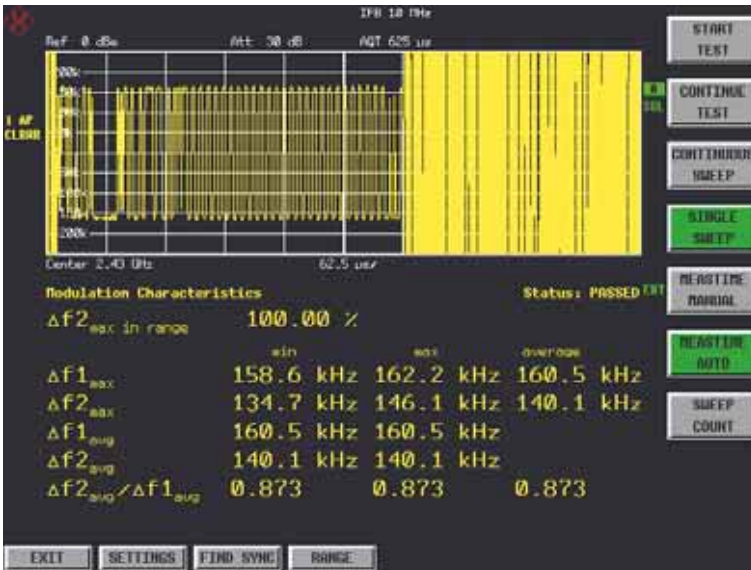 IFB 10 MHz
Ref 0 dBm Att 30 dB AQT 625 us
1 AP
CLRWR
Center 2.43 GHz 62.5 us/
Modulation Characteristics Status: PASSED EXT
Δf2max in range 100.00 %
min max average
Δf1max 158.6 kHz 162.2 kHz 160.5 kHz
Δf2max 134.7 kHz 146.1 kHz 140.1 kHz
Δf1avg 160.5 kHz 160.5 kHz
Δf2avg 140.1 kHz 140.1 kHz
Δf2avg/Δf1avg 0.873 0.873 0.873
START
TEST
CONTINUE
TEST
CONTINUOUS
SWEEP
SINGLE
SWEEP
MEASTIME
MANUAL
MEASTIME
AUTO
SWEEP
COUNT
EXIT SETTINGS FIND SYNC RANGE